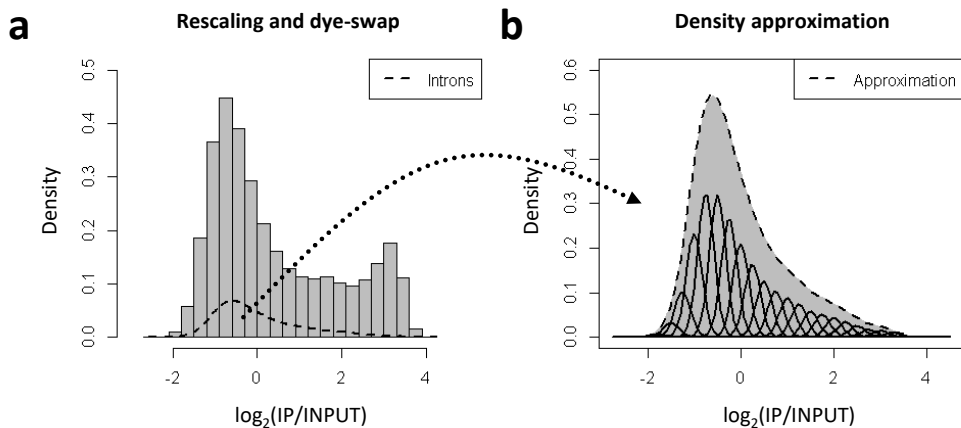 a
Rescaling and dye-swap
0.5
0.4
0.3
0.2
0.1
0.0
Density
Introns
-2
0
2
4
log2(IP/INPUT)
b
Density approximation
0.6
0.5
0.4
0.3
0.2
0.1
0.0
Density
Approximation
-2
0
2
4
log2(IP/INPUT)